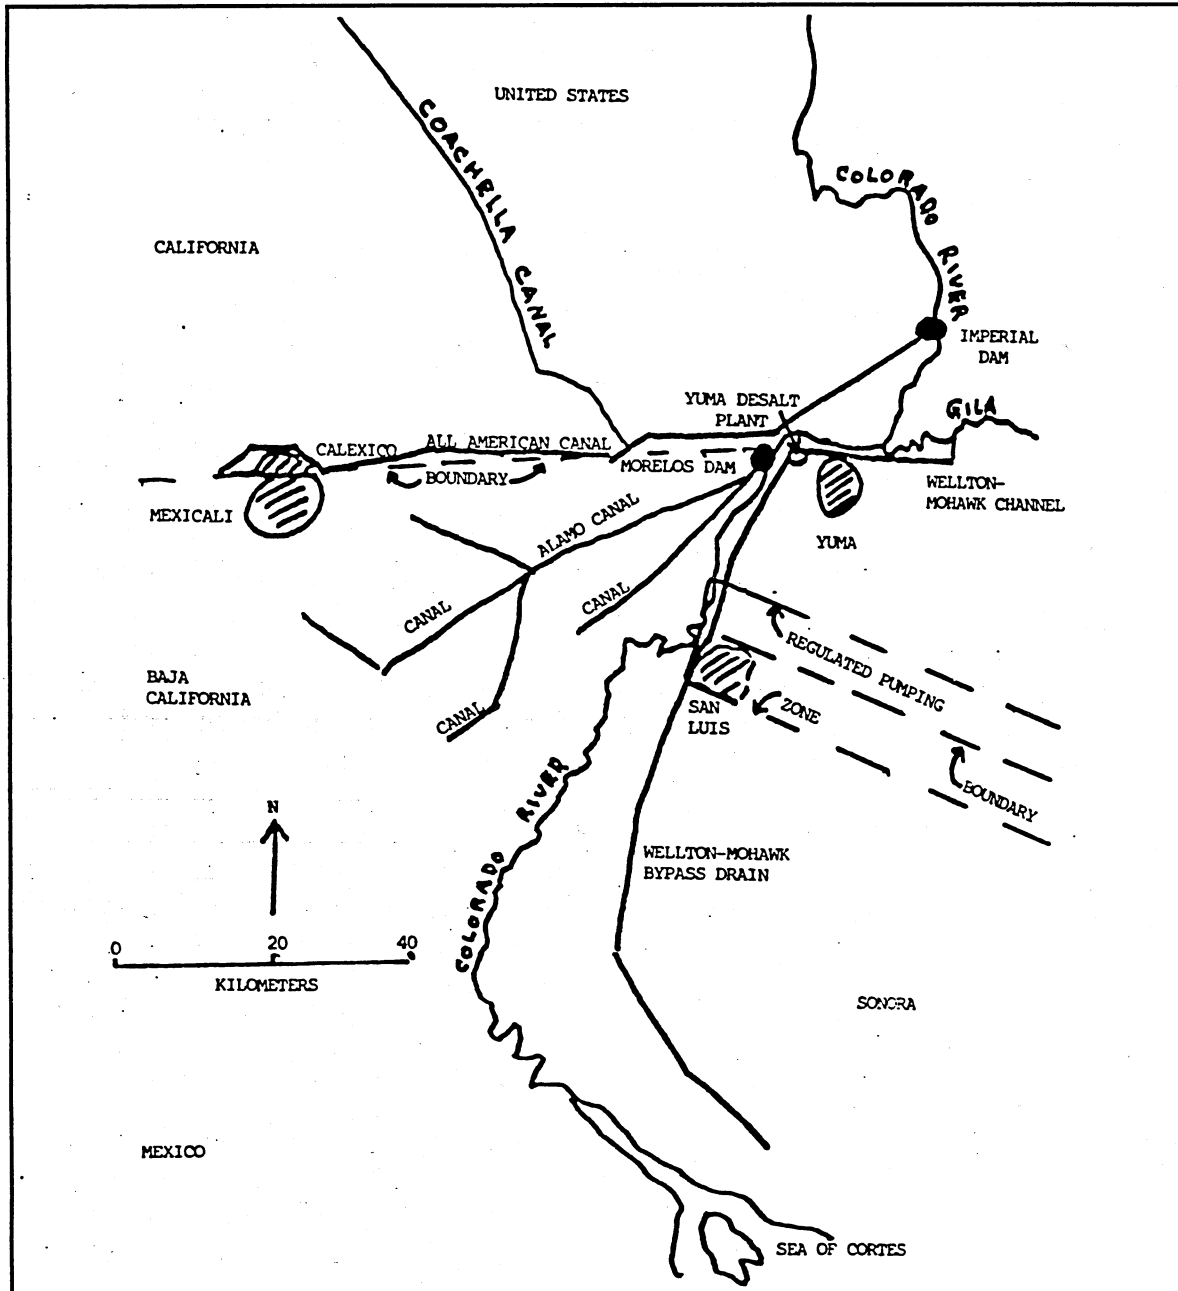 UNITED STATES
COACHELLA CANAL
COLORADO RIVER
CALIFORNIA
IMPERIAL
DAM
YUMA DESALT
PLANT
GILA
CALEXICO
ALL AMERICAN CANAL
MORELOS DAM
BOUNDARY
WELLTON-
MOHAWK CHANNEL
MEXICALI
ALAMO CANAL
YUMA
CANAL
CANAL
REGULATED PUMPING
ZONE
BAJA
CALIFORNIA
SAN
LUIS
CANAL
BOUNDARY
COLORADO RIVER
N
WELLTON-MOHAWK
BYPASS DRAIN
0 20 40
KILOMETERS
SONORA
MEXICO
SEA OF CORTES